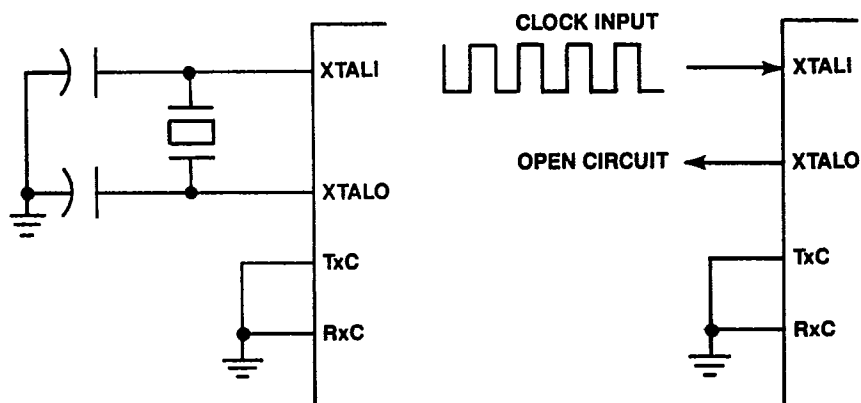 XTALI
XTALO
TxC
RxC
CLOCK INPUT
XTALI
OPEN CIRCUIT
XTALO
TxC
RxC